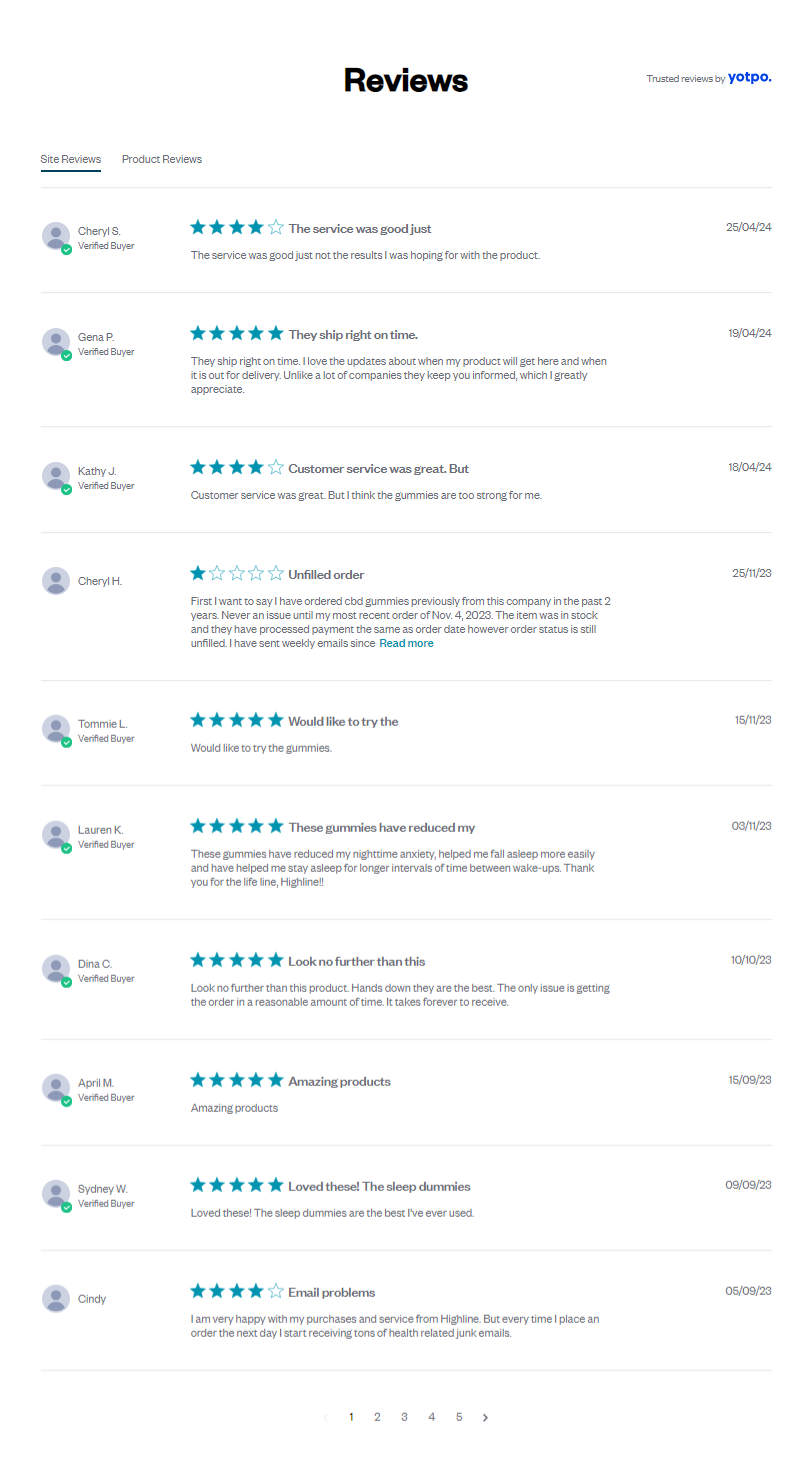 Reviews
Trusted reviews by yotpo.
Site Reviews
Product Reviews
Cheryl S.
Verified Buyer
The service was good just
25/04/24
The service was good just not the results I was hoping for with the product.
Gena P.
Verified Buyer
They ship right on time.
19/04/24
They ship right on time. I love the updates about when my product will get here and when
it is out for delivery. Unlike a lot of companies they keep you informed, which I greatly
appreciate.
Kathy J.
Verified Buyer
Customer service was great. But
18/04/24
Customer service was great. But I think the gummies are too strong for me.
Cheryl H.
Unfilled order
25/11/23
First I want to say I have ordered cbd gummies previously from this company in the past 2
years. Never an issue until my most recent order of Nov. 4, 2023. The item was in stock
and they have processed payment the same as order date however order status is still
unfilled. I have sent weekly emails since Read more
Tommie L.
Verified Buyer
Would like to try the
15/11/23
Would like to try the gummies.
Lauren K.
Verified Buyer
These gummies have reduced my
03/11/23
These gummies have reduced my nighttime anxiety, helped me fall asleep more easily
and have helped me stay asleep for longer intervals of time between wake-ups. Thank
you for the life line, Highline!!
Dina C.
Verified Buyer
Look no further than this
10/10/23
Look no further than this product. Hands down they are the best. The only issue is getting
the order in a reasonable amount of time. It takes forever to receive.
April M.
Verified Buyer
Amazing products
15/09/23
Amazing products
Sydney W.
Verified Buyer
Loved these! The sleep dummies
09/09/23
Loved these! The sleep dummies are the best I've ever used.
Cindy
Email problems
05/09/23
I am very happy with my purchases and service from Highline. But every time I place an
order the next day I start receiving tons of health related junk emails.
1 2 3 4 5